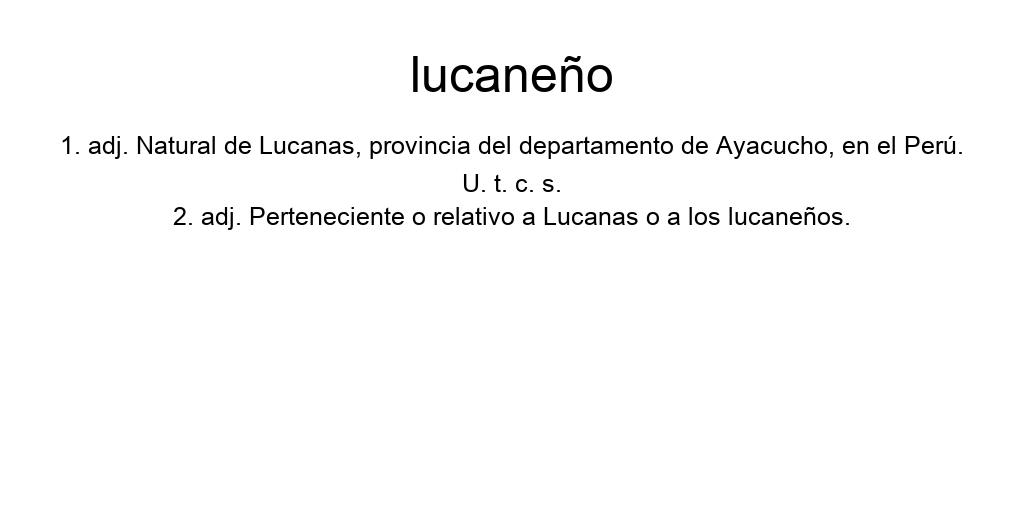 lucaneño
1. adj. Natural de Lucanas, provincia del departamento de Ayacucho, en el Perú.
U. t. c. s.
2. adj. Perteneciente o relativo a Lucanas o a los lucaneños.